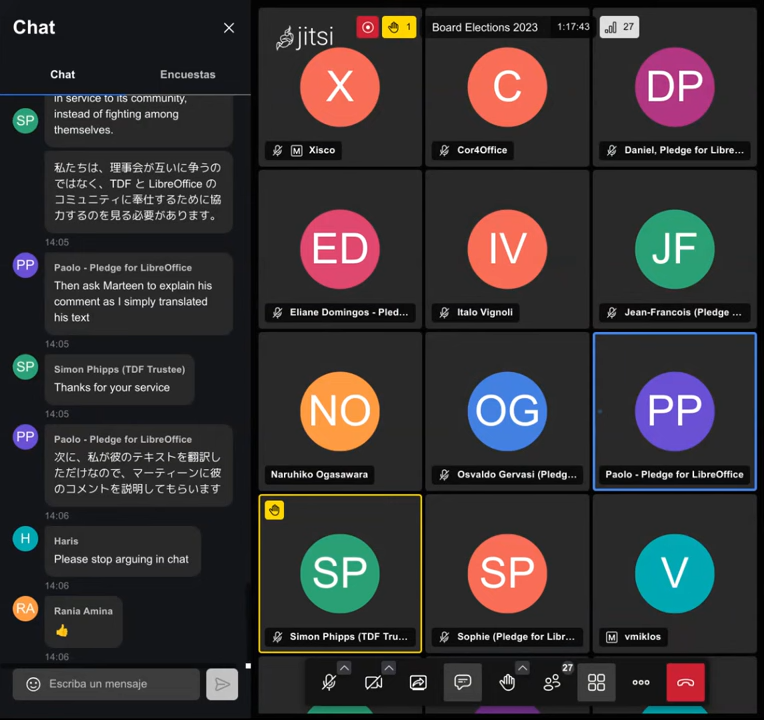 Chat
Chat
Encuestas
in service to its community,
instead of fighting among
themselves.
SP
私たちは、理事会が互いに争うの
ではなく、TDF と LibreOffice の
コミュニティに奉仕するために協
力するのを見る必要があります。
14:05
PP
Paolo - Pledge for LibreOffice
Then ask Marteen to explain his
comment as I simply translated
his text
14:05
SP
Simon Phipps (TDF Trustee)
Thanks for your service
14:05
PP
Paolo - Pledge for LibreOffice
次に、私が彼のテキストを翻訳し
ただけなので、マーティーンに彼
のコメントを説明してもらいます
14:06
H
Haris
Please stop arguing in chat
14:06
RA
Rania Amina
👍
14:06
Escriba un mensaje
jitsi
1
Board Elections 2023
1:17:43
27
X
M Xisco
C
Cor4Office
DP
Daniel, Pledge for Libre...
ED
Eliane Domingos - Pled...
IV
Italo Vignoli
JF
Jean-Francois (Pledge ...
NO
Naruhiko Ogasawara
OG
Osvaldo Gervasi (Pledg...
PP
Paolo - Pledge for LibreOffice
SP
Simon Phipps (TDF Tru...
SP
Sophie (Pledge for Libr...
V
M vmiklos
27